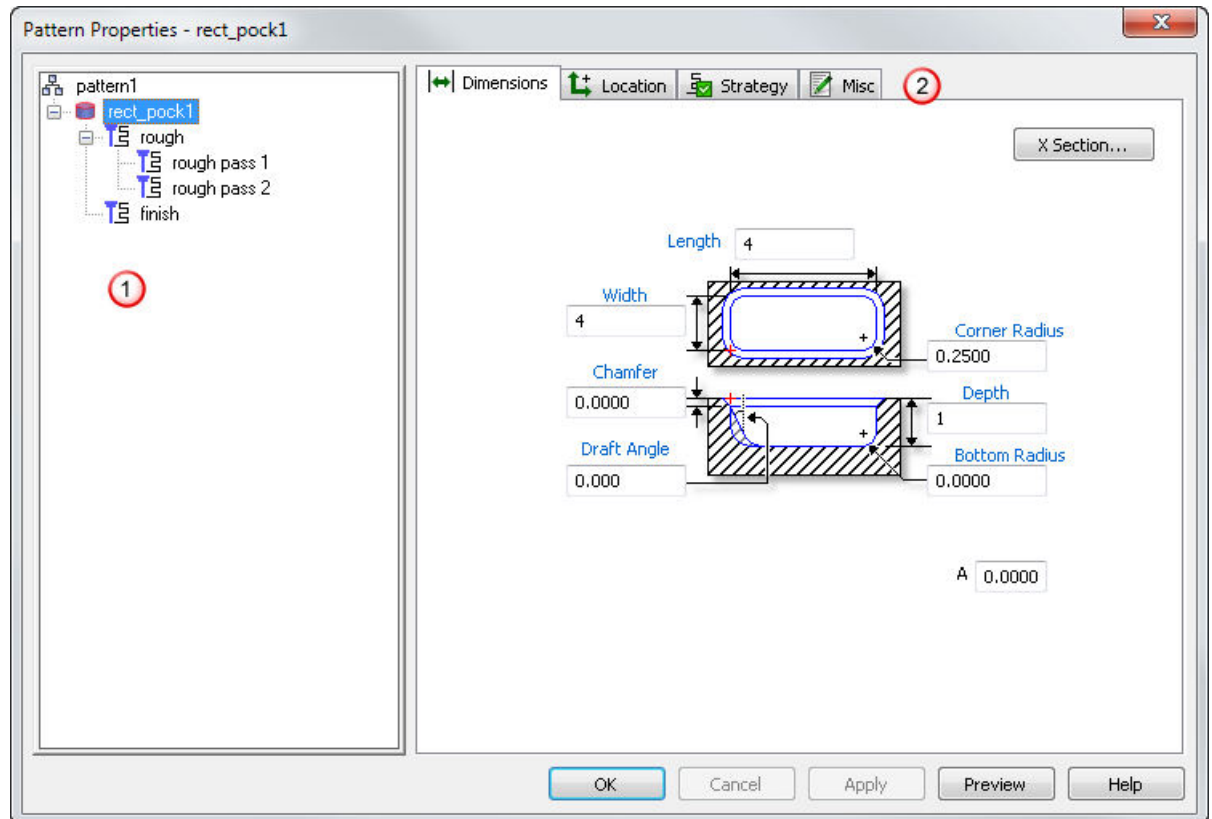 Pattern Properties - rect_pock1
X
pattern1
rect_pock1
rough
rough pass 1
rough pass 2
finish
1
Dimensions
Location
Strategy
Misc
2
X Section...
Length 4
Width
4
Corner Radius
0.2500
Chamfer
0.0000
Depth
1
Draft Angle
0.000
Bottom Radius
0.0000
A 0.0000
OK
Cancel
Apply
Preview
Help